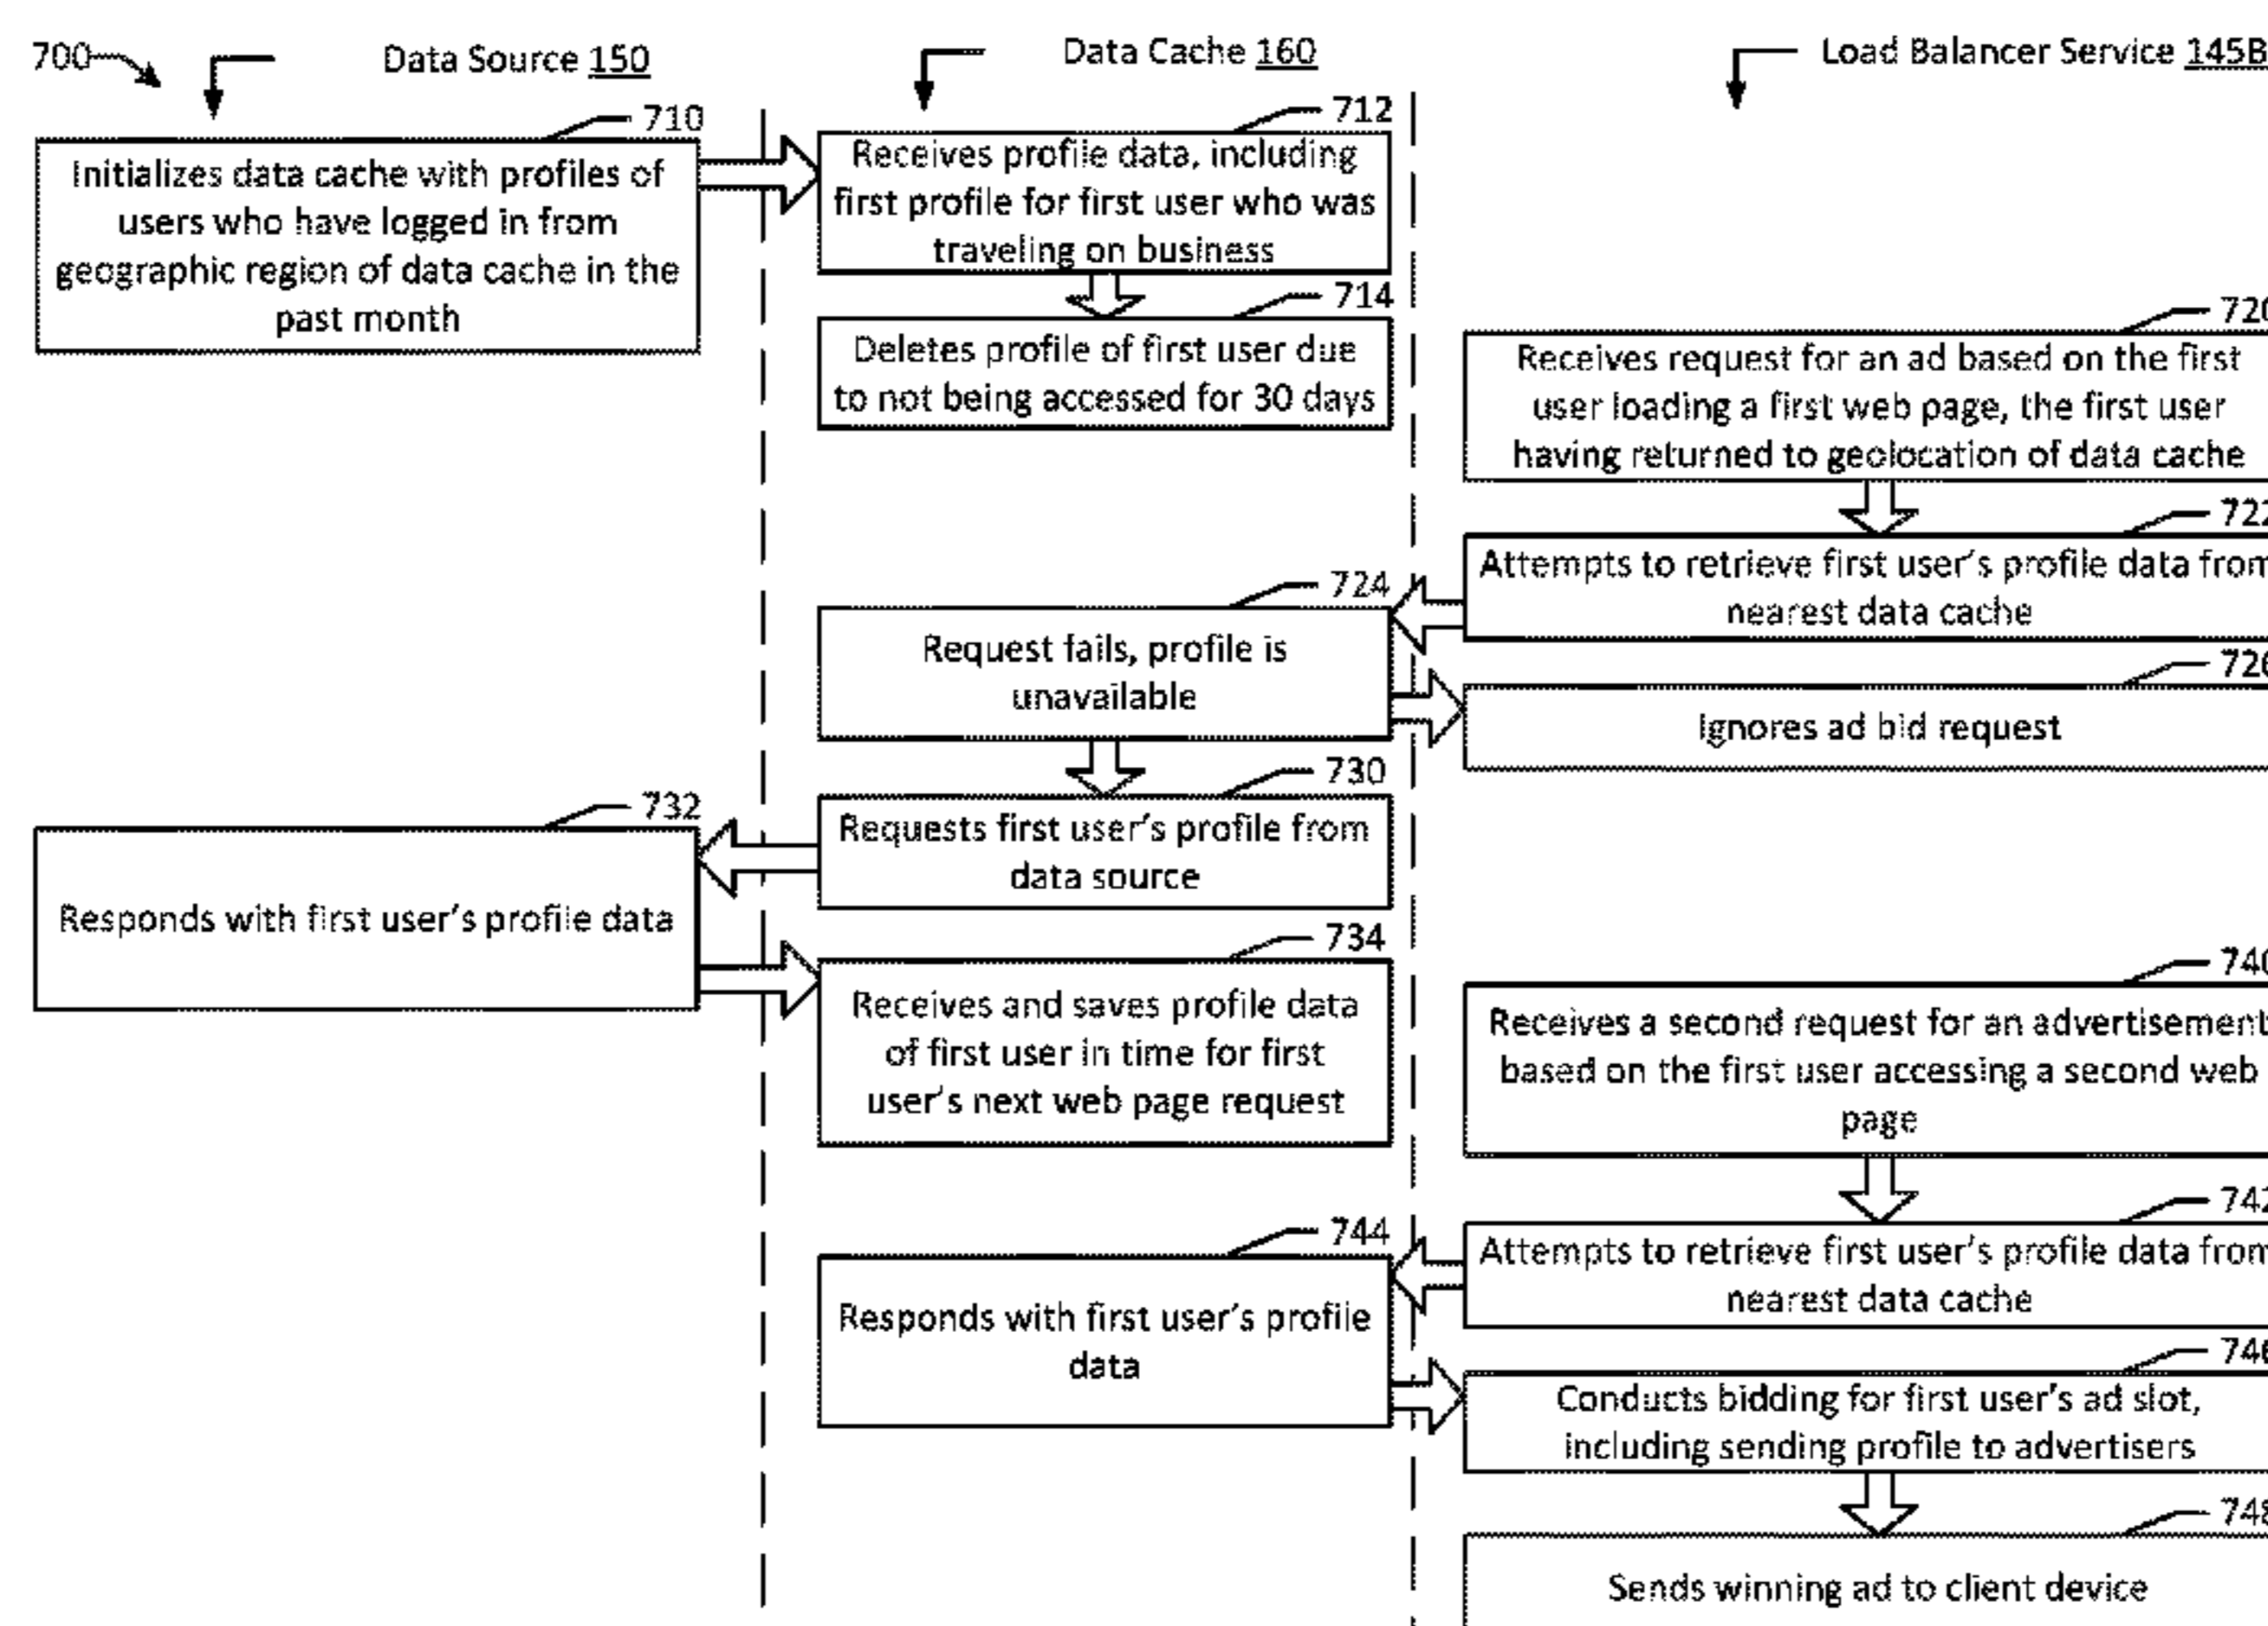 700
Data Source 150
Data Cache 160
Load Balancer Service 145B
710
Initializes data cache with profiles of
users who have logged in from
geographic region of data cache in the
past month
712
Receives profile data, including
first profile for first user who was
traveling on business
714
Deletes profile of first user due
to not being accessed for 30 days
720
Receives request for an ad based on the first
user loading a first web page, the first user
having returned to geolocation of data cache
722
Attempts to retrieve first user's profile data from
nearest data cache
724
Request fails, profile is
unavailable
726
Ignores ad bid request
730
Requests first user's profile from
data source
732
Responds with first user's profile data
734
Receives and saves profile data
of first user in time for first
user's next web page request
740
Receives a second request for an advertisement
based on the first user accessing a second web
page
742
Attempts to retrieve first user's profile data from
nearest data cache
744
Responds with first user's profile
data
746
Conducts bidding for first user's ad slot,
including sending profile to advertisers
748
Sends winning ad to client device